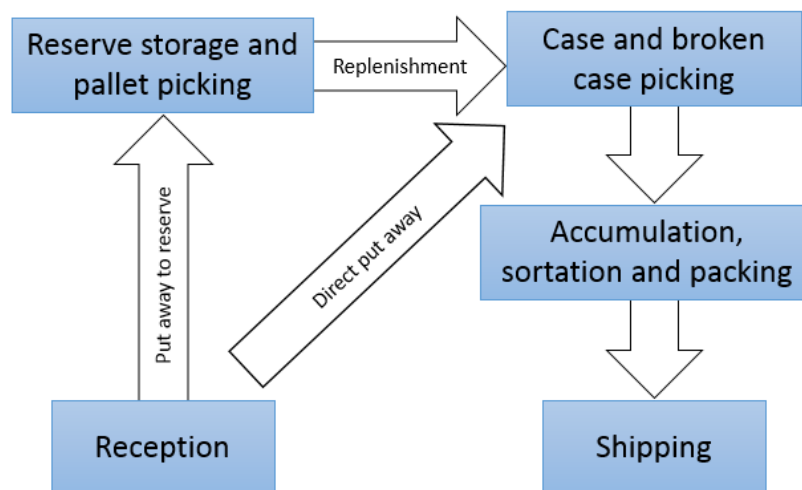 Reserve storage and
pallet picking
Replenishment
Case and broken
case picking
Put away to reserve
Direct put away
Accumulation,
sortation and packing
Reception
Shipping